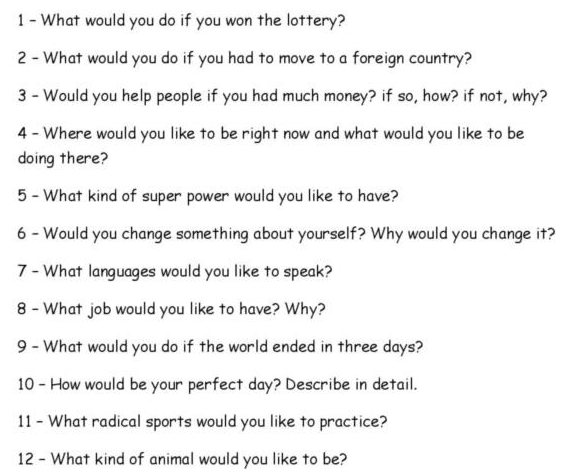 1 - What would you do if you won the lottery?
2 - What would you do if you had to move to a foreign country?
3 - Would you help people if you had much money? if so, how? if not, why?
4 - Where would you like to be right now and what would you like to be
doing there?
5 - What kind of super power would you like to have?
6 - Would you change something about yourself? Why would you change it?
7 - What languages would you like to speak?
8 - What job would you like to have? Why?
9 - What would you do if the world ended in three days?
10 - How would be your perfect day? Describe in detail.
11 - What radical sports would you like to practice?
12 - What kind of animal would you like to be?